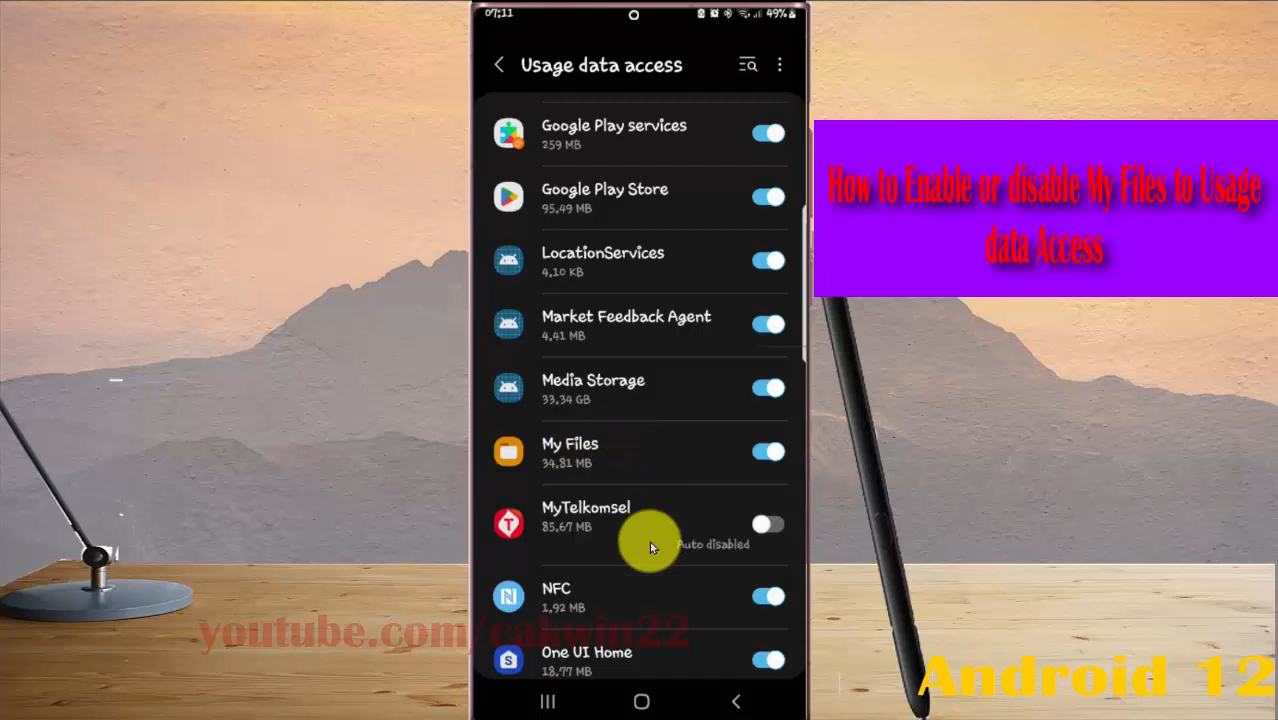 07:11
49%
Usage data access
Google Play services
259 MB
Google Play Store
95,49 MB
LocationServices
4,10 KB
Market Feedback Agent
4,41 MB
Media Storage
33,34 GB
My Files
34,81 MB
MyTelkomsel
85,67 MB
Auto disabled
NFC
1,92 MB
One UI Home
18,77 MB
How to Enable or disable My Files to Usage
data Access
youtube.com/cakwin22
Android 12